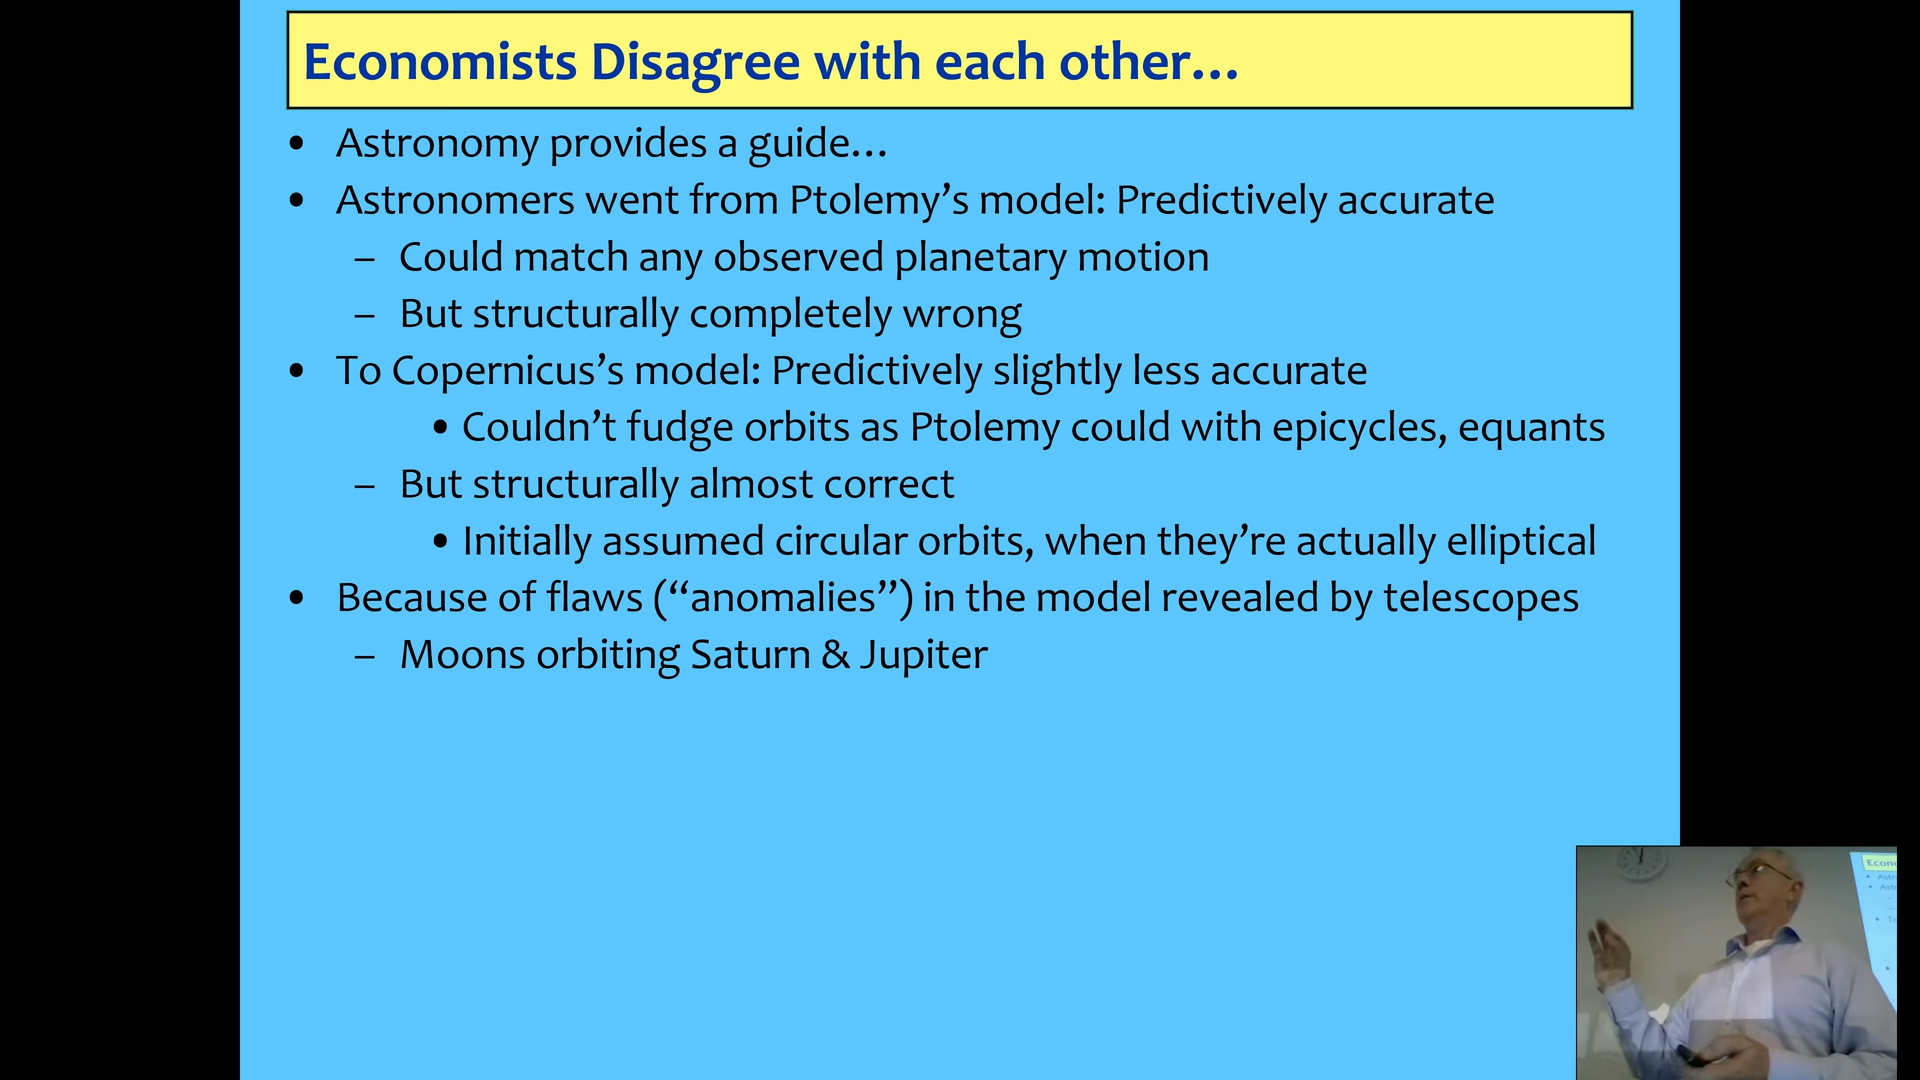 Economists Disagree with each other…
• Astronomy provides a guide…
• Astronomers went from Ptolemy’s model: Predictively accurate
– Could match any observed planetary motion
– But structurally completely wrong
• To Copernicus’s model: Predictively slightly less accurate
• Couldn’t fudge orbits as Ptolemy could with epicycles, equants
– But structurally almost correct
• Initially assumed circular orbits, when they’re actually elliptical
• Because of flaws (“anomalies”) in the model revealed by telescopes
– Moons orbiting Saturn & Jupiter
Econ